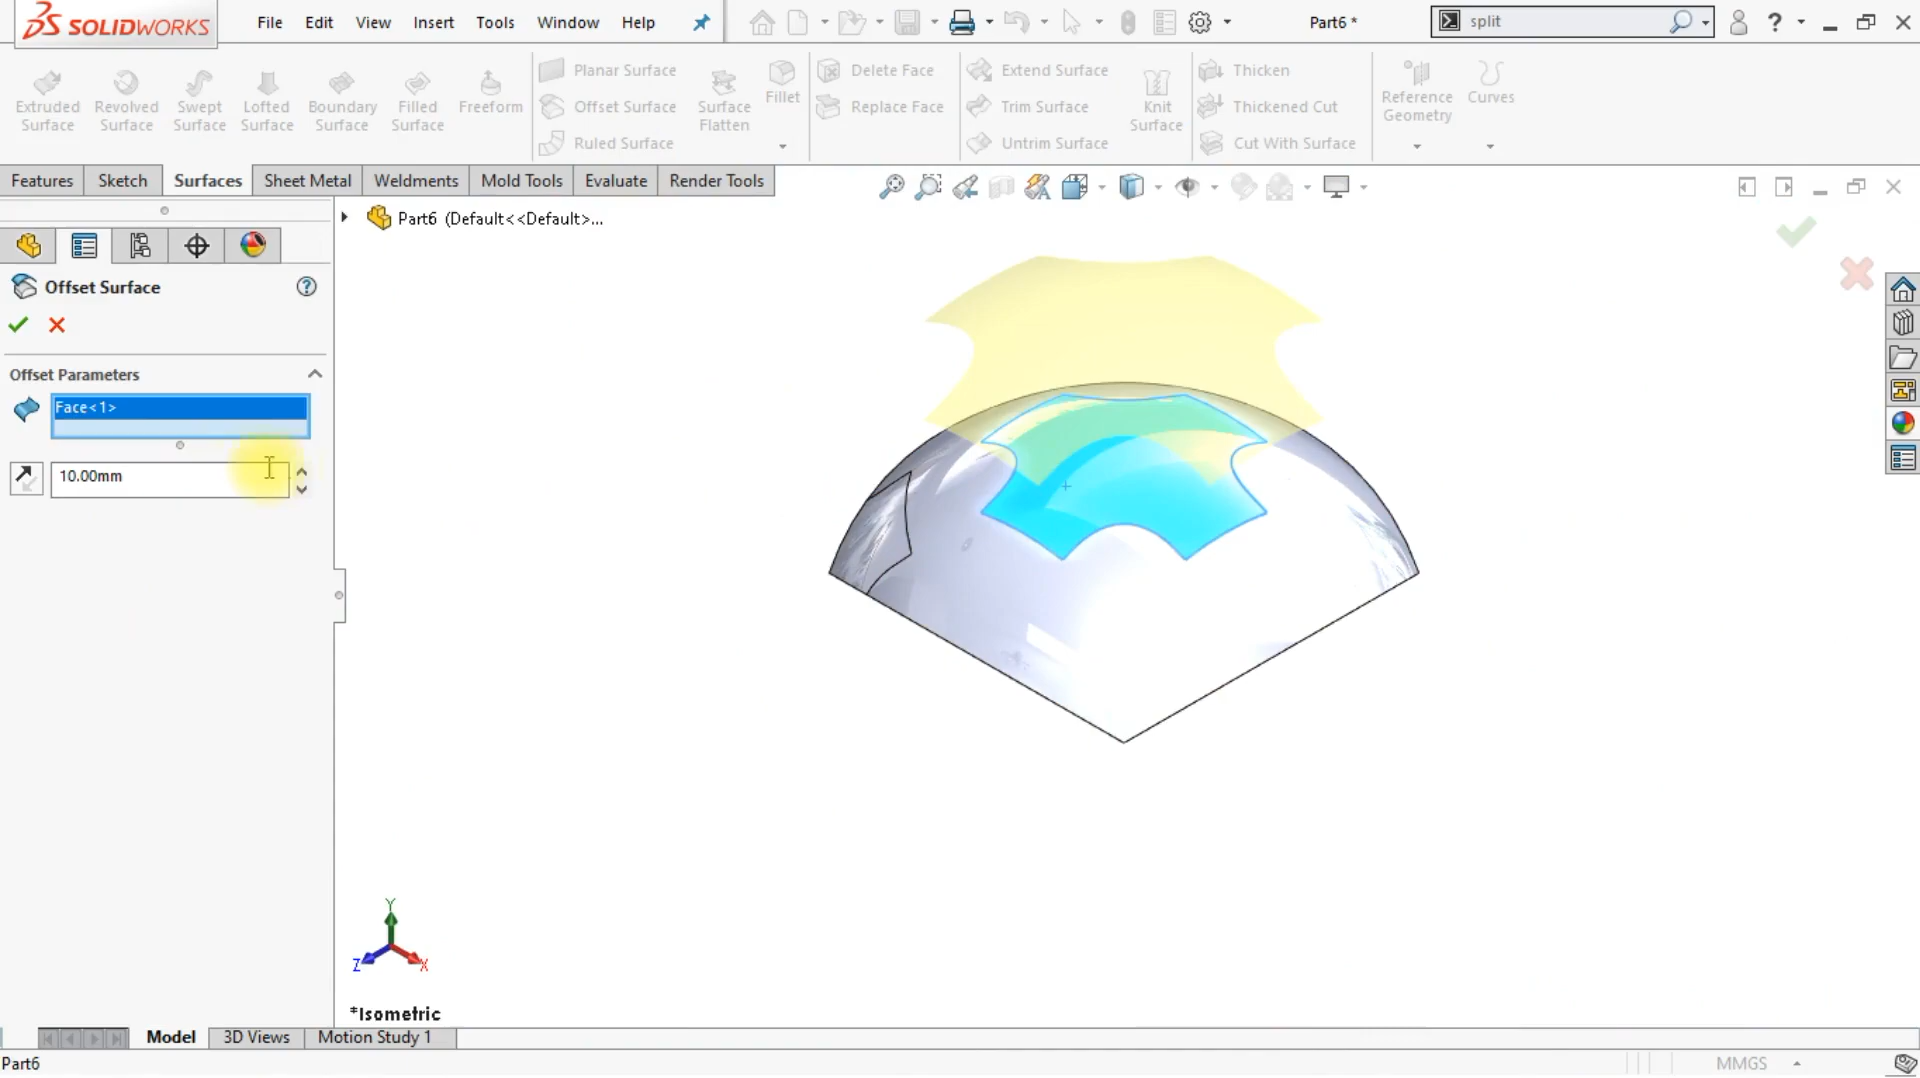 SOLIDWORKS
File Edit View Insert Tools Window Help
Part6 *
split
Extruded Surface
Revolved Surface
Swept Surface
Lofted Surface
Boundary Surface
Filled Surface
Freeform
Planar Surface
Offset Surface
Ruled Surface
Surface Flatten
Fillet
Delete Face
Replace Face
Extend Surface
Trim Surface
Untrim Surface
Knit Surface
Thicken
Thickened Cut
Cut With Surface
Reference Geometry
Curves
Features Sketch Surfaces Sheet Metal Weldments Mold Tools Evaluate Render Tools
Part6 (Default<<Default>...
Offset Surface
Offset Parameters
Face<1>
10.00mm
Y
Z
X
*Isometric
Model 3D Views Motion Study 1
Part6
MMGS